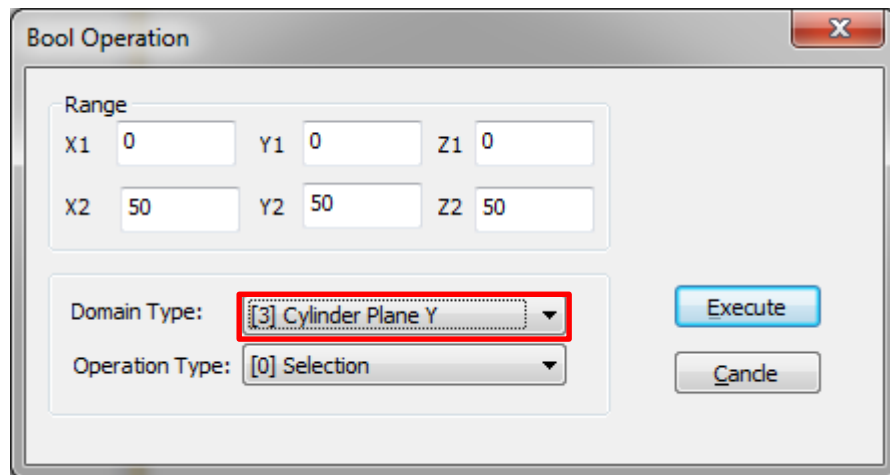 Bool Operation
Range
X1 0 Y1 0 Z1 0
X2 50 Y2 50 Z2 50
Domain Type: [3] Cylinder Plane Y
Execute
Operation Type: [0] Selection
Cancle